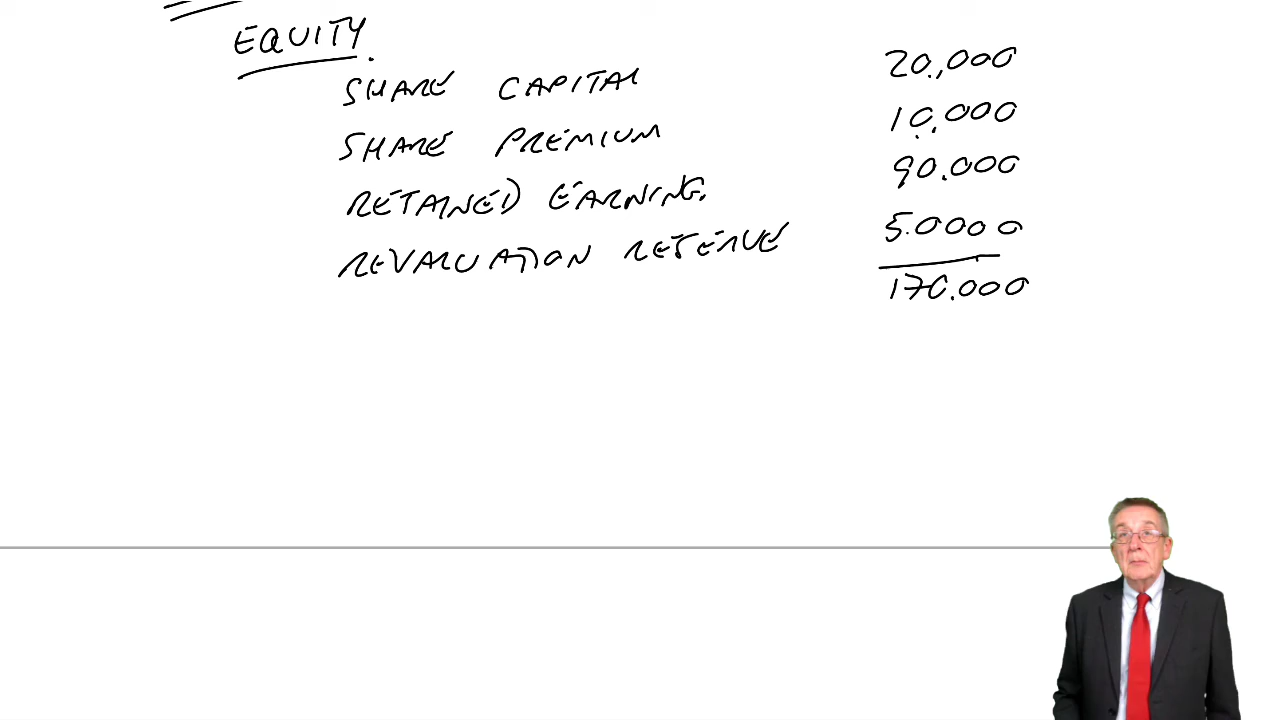 EQUITY.
SHARE CAPITAL 20,000
SHARE PREMIUM 10,000
RETAINED EARNINGS 90.000
REVALUATION RESERVE 5.0000
170.000